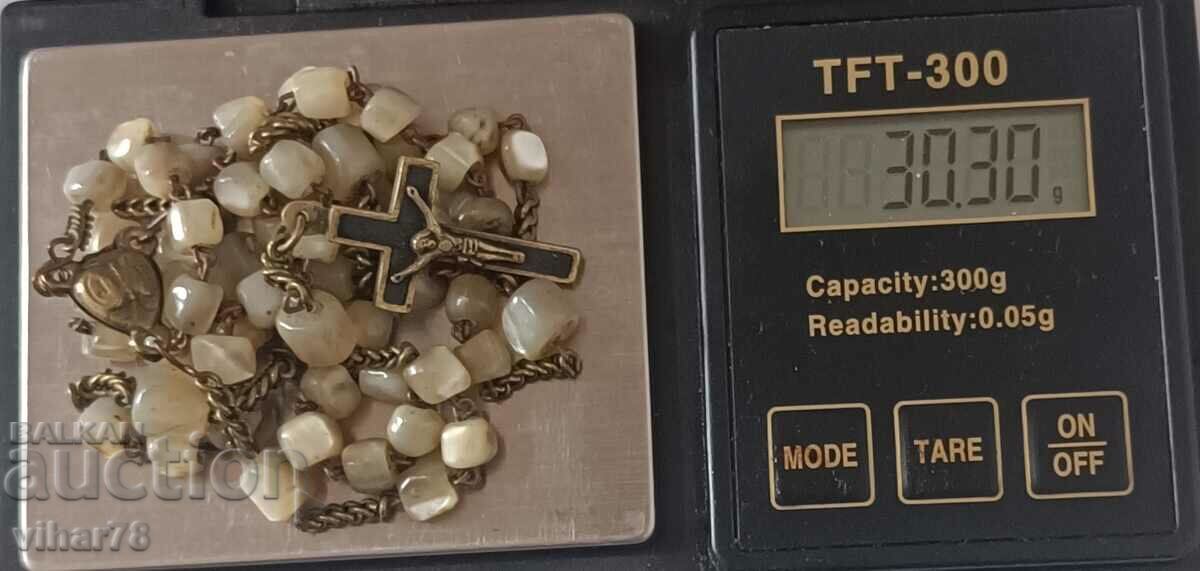 TFT-300
30.30 g
Capacity:300g
Readability:0.05g
MODE
TARE
ON
OFF
BALKAN
auction
vihar78